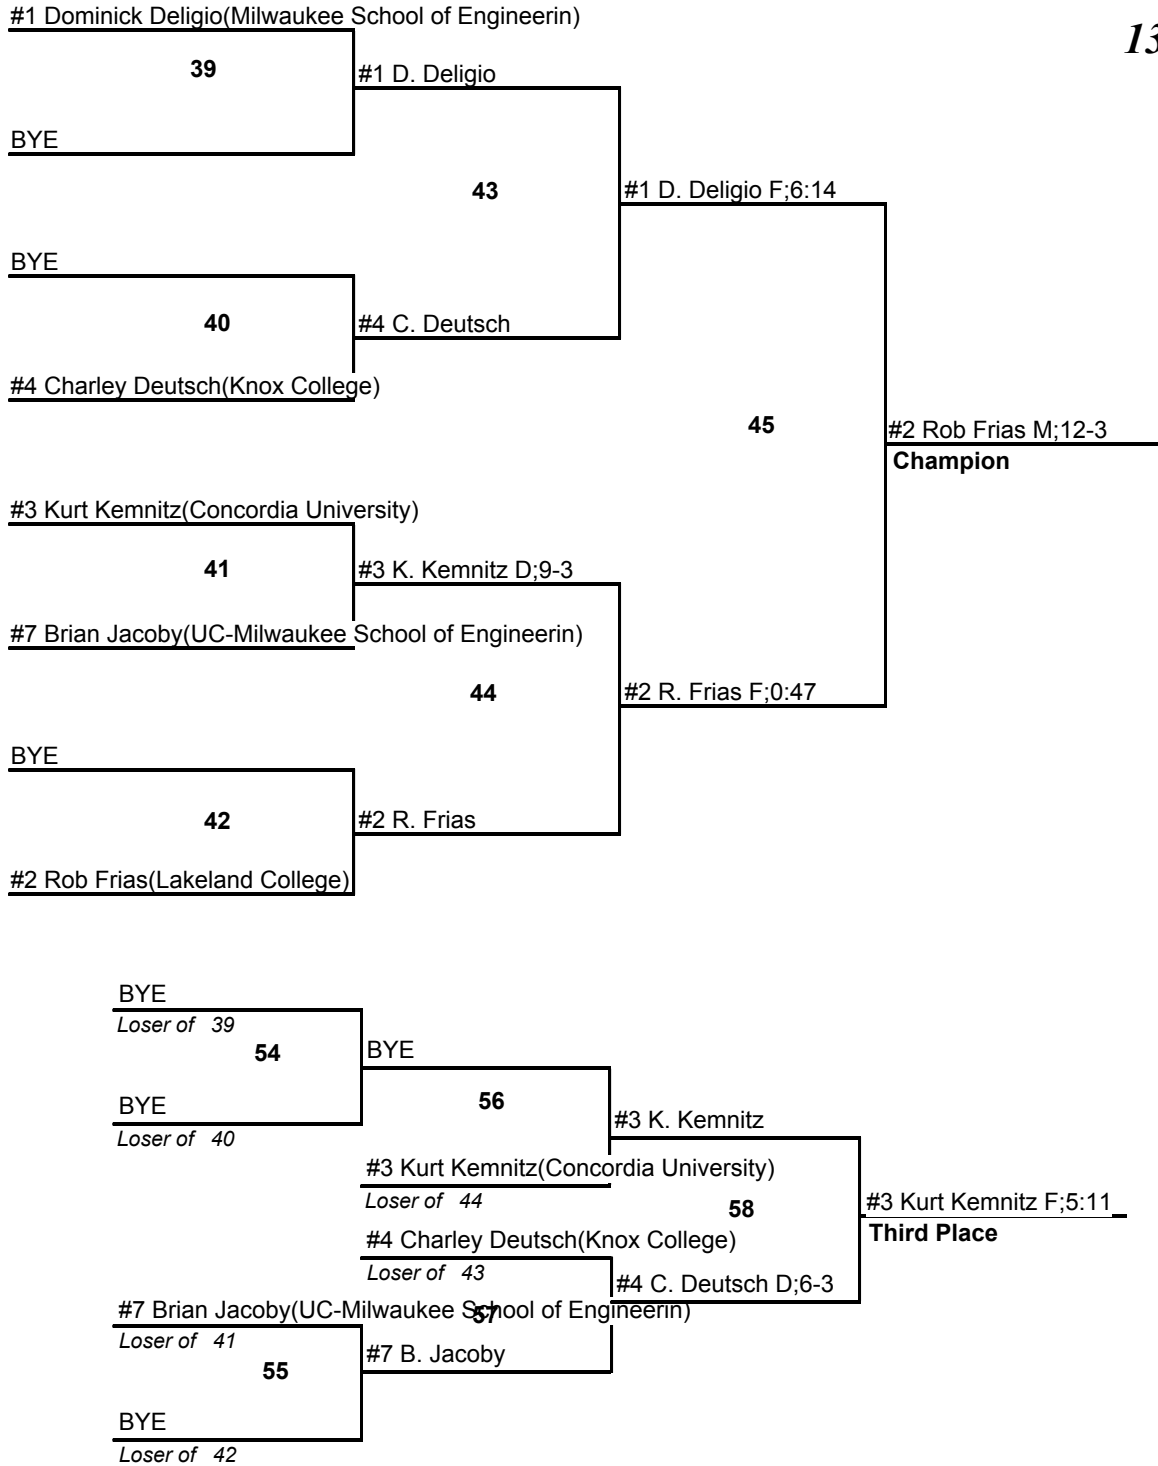 #1 Dominick Deligio(Milwaukee School of Engineerin)
13
39
#1 D. Deligio
BYE
43
#1 D. Deligio F;6:14
BYE
40
#4 C. Deutsch
#4 Charley Deutsch(Knox College)
45
#2 Rob Frias M;12-3
Champion
#3 Kurt Kemnitz(Concordia University)
41
#3 K. Kemnitz D;9-3
#7 Brian Jacoby(UC-Milwaukee School of Engineerin)
44
#2 R. Frias F;0:47
BYE
42
#2 R. Frias
#2 Rob Frias(Lakeland College)
BYE
Loser of 39
54
BYE
56
BYE
Loser of 40
#3 K. Kemnitz
#3 Kurt Kemnitz(Concordia University)
Loser of 44
58
#3 Kurt Kemnitz F;5:11
Third Place
#4 Charley Deutsch(Knox College)
Loser of 43
#4 C. Deutsch D;6-3
#7 Brian Jacoby(UC-Milwaukee School of Engineerin)
57
Loser of 41
55
#7 B. Jacoby
BYE
Loser of 42